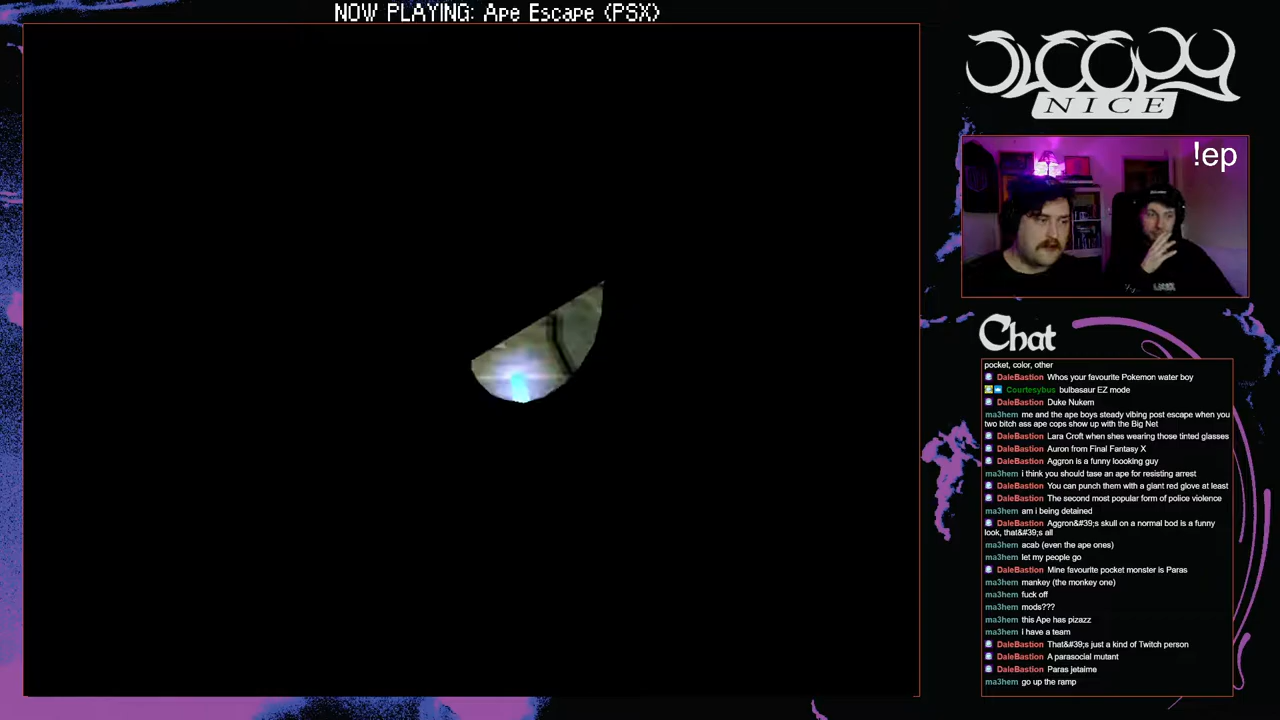 NOW PLAYING: Ape Escape (PSX)
SLEEPY
NICE
!ep
Chat
pocket, color, other
DaleBastion Whos your favourite Pokemon water boy
Courtesybus bulbasaur EZ mode
DaleBastion Duke Nukem
ma3hem me and the ape boys steady vibing post escape when you
two bitch ass ape cops show up with the Big Net
DaleBastion Lara Croft when shes wearing those tinted glasses
DaleBastion Auron from Final Fantasy X
DaleBastion Aggron is a funny loooking guy
ma3hem i think you should tase an ape for resisting arrest
DaleBastion You can punch them with a giant red glove at least
DaleBastion The second most popular form of police violence
ma3hem am i being detained
DaleBastion Aggron&#39;s skull on a normal bod is a funny
look, that&#39;s all
ma3hem acab (even the ape ones)
ma3hem let my people go
DaleBastion Mine favourite pocket monster is Paras
ma3hem mankey (the monkey one)
ma3hem fuck off
ma3hem mods???
ma3hem this Ape has pizazz
ma3hem i have a team
DaleBastion That&#39;s just a kind of Twitch person
DaleBastion A parasocial mutant
DaleBastion Paras jetaime
ma3hem go up the ramp